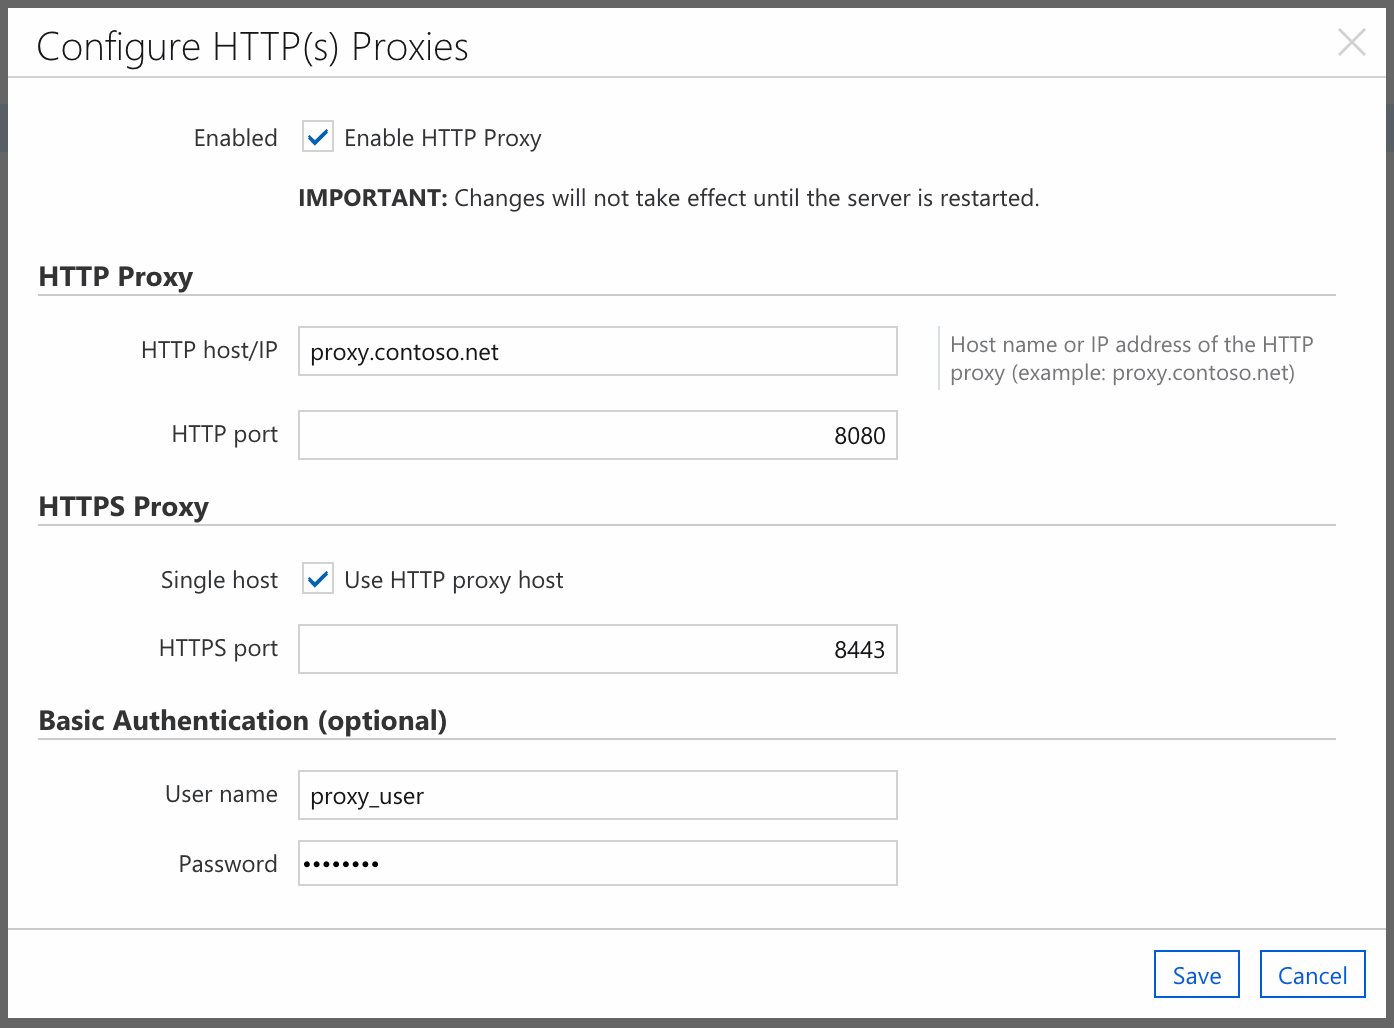 Configure HTTP(s) Proxies
Enabled Enable HTTP Proxy
IMPORTANT: Changes will not take effect until the server is restarted.
HTTP Proxy
HTTP host/IP proxy.contoso.net
Host name or IP address of the HTTP
proxy (example: proxy.contoso.net)
HTTP port 8080
HTTPS Proxy
Single host Use HTTP proxy host
HTTPS port 8443
Basic Authentication (optional)
User name proxy_user
Password ••••••••
Save Cancel